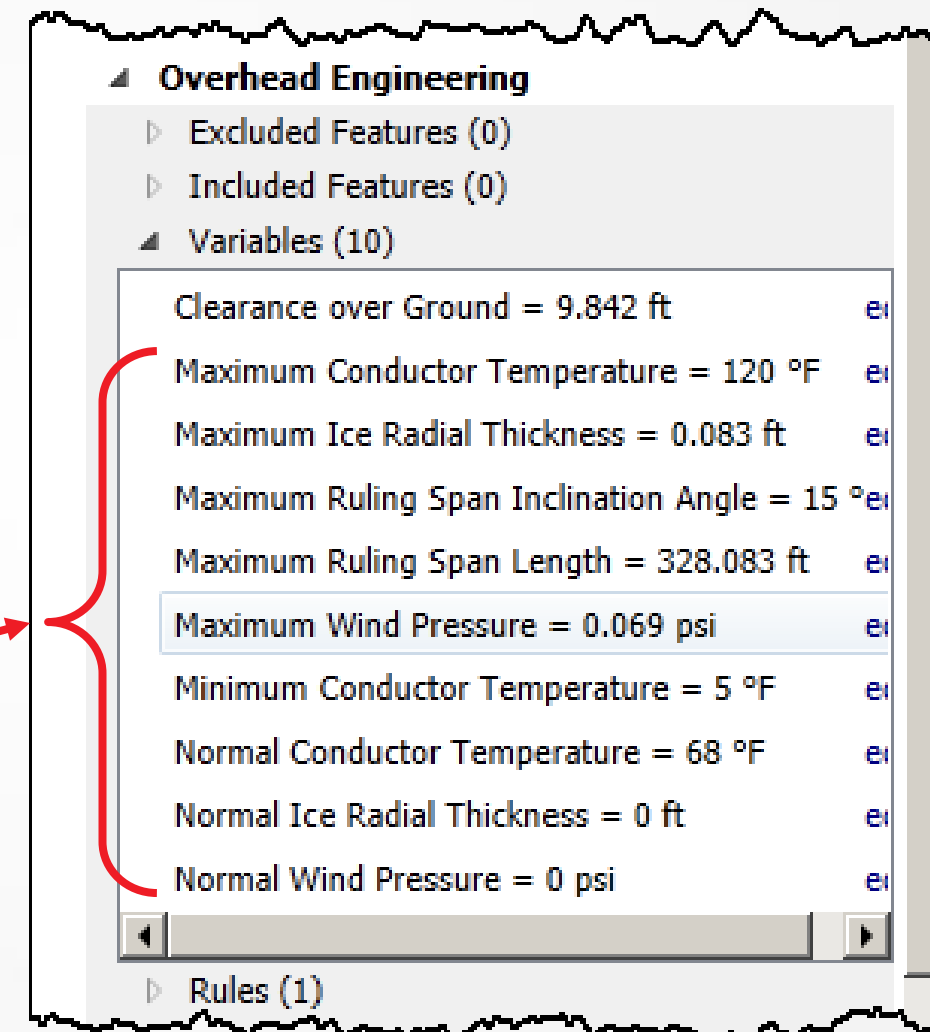 Overhead Engineering
Excluded Features (0)
Included Features (0)
Variables (10)
Clearance over Ground = 9.842 ft
Maximum Conductor Temperature = 120 °F
Maximum Ice Radial Thickness = 0.083 ft
Maximum Ruling Span Inclination Angle = 15 °
Maximum Ruling Span Length = 328.083 ft
Maximum Wind Pressure = 0.069 psi
Minimum Conductor Temperature = 5 °F
Normal Conductor Temperature = 68 °F
Normal Ice Radial Thickness = 0 ft
Normal Wind Pressure = 0 psi
Rules (1)